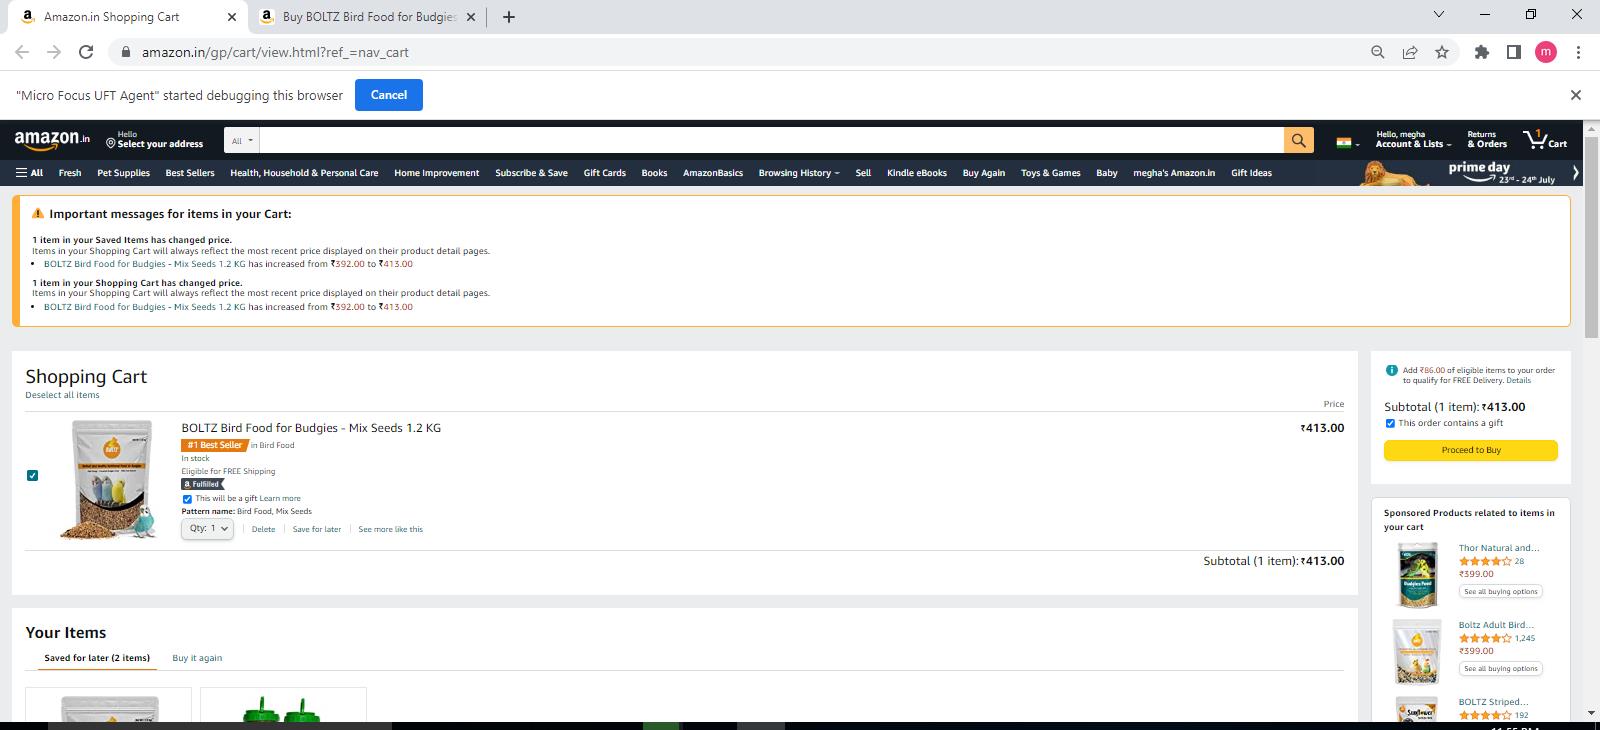 Amazon.in Shopping Cart
Buy BOLTZ Bird Food for Budgies
amazon.in/gp/cart/view.html?ref_=nav_cart
m
"Micro Focus UFT Agent" started debugging this browser
Cancel
amazon.in
Hello
Select your address
All
Hello, megha
Account & Lists
Returns
& Orders
1
Cart
All
Fresh
Pet Supplies
Best Sellers
Health, Household & Personal Care
Home Improvement
Subscribe & Save
Gift Cards
Books
AmazonBasics
Browsing History
Sell
Kindle eBooks
Buy Again
Toys & Games
Baby
megha's Amazon.in
Gift Ideas
prime day
23rd - 24th July
Important messages for items in your Cart:
1 item in your Saved Items has changed price.
Items in your Shopping Cart will always reflect the most recent price displayed on their product detail pages.
• BOLTZ Bird Food for Budgies - Mix Seeds 1.2 KG has increased from ₹392.00 to ₹413.00
1 item in your Shopping Cart has changed price.
Items in your Shopping Cart will always reflect the most recent price displayed on their product detail pages.
• BOLTZ Bird Food for Budgies - Mix Seeds 1.2 KG has increased from ₹392.00 to ₹413.00
Shopping Cart
Deselect all items
Price
BOLTZ Bird Food for Budgies - Mix Seeds 1.2 KG
₹413.00
#1 Best Seller in Bird Food
In stock
Eligible for FREE Shipping
a Fulfilled
This will be a gift Learn more
Pattern name: Bird Food, Mix Seeds
Qty: 1
Delete
Save for later
See more like this
Subtotal (1 item): ₹413.00
Add ₹86.00 of eligible items to your order
to qualify for FREE Delivery. Details
Subtotal (1 item): ₹413.00
This order contains a gift
Proceed to Buy
Sponsored Products related to items in
your cart
Thor Natural and...
28
₹399.00
See all buying options
Budgies Food
Boltz Adult Bird...
1,245
₹399.00
See all buying options
BOLTZ Striped...
192
Sunflower
Your Items
Saved for later (2 items)
Buy it again